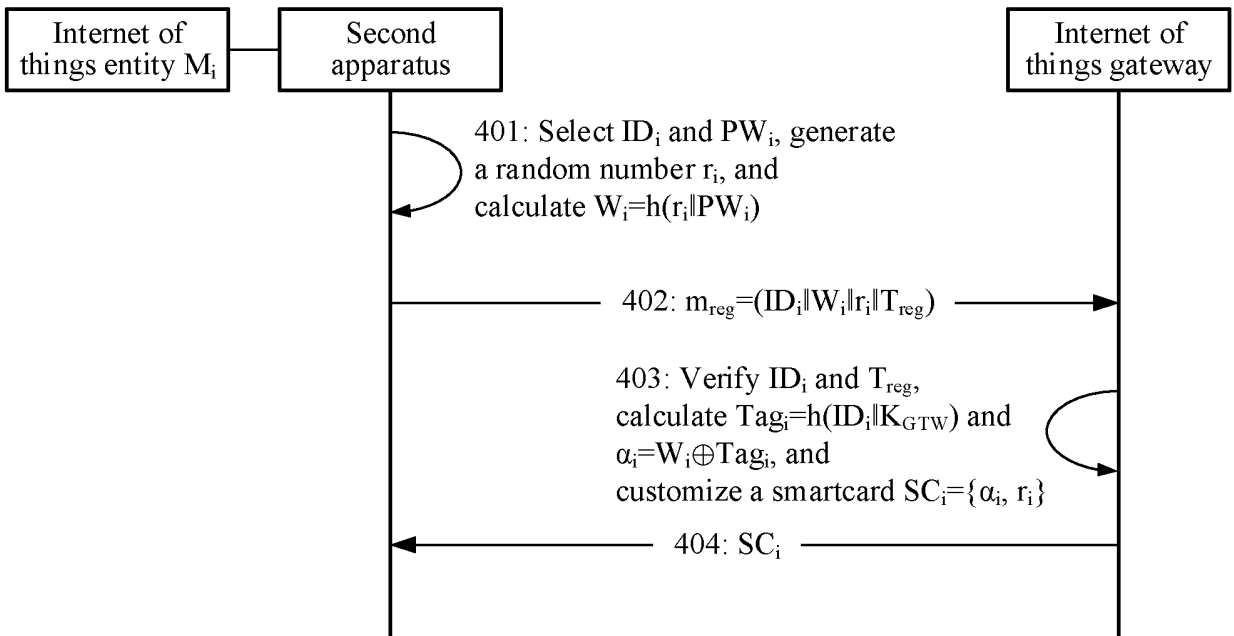 Internet of
things entity Mᵢ
Second
apparatus
Internet of
things gateway
401: Select IDᵢ and PWᵢ, generate
a random number rᵢ, and
calculate Wᵢ=h(rᵢ‖PWᵢ)
402: m_reg=(IDᵢ‖Wᵢ‖rᵢ‖T_reg)
403: Verify IDᵢ and T_reg,
calculate Tagᵢ=h(IDᵢ‖K_GTW) and
αᵢ=Wᵢ⊕Tagᵢ, and
customize a smartcard SCᵢ={αᵢ, rᵢ}
404: SCᵢ